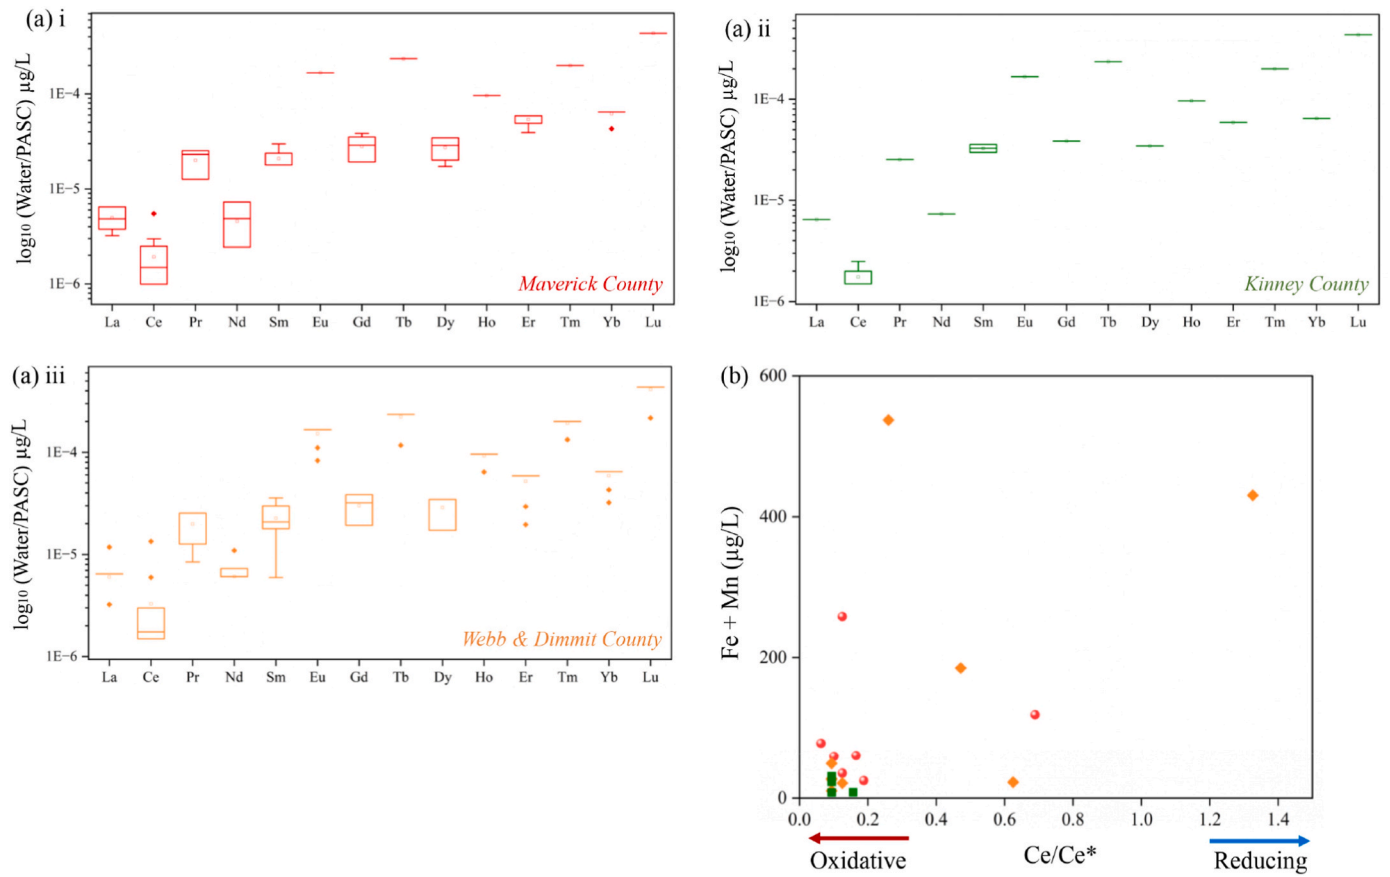 (a) i
log10 (Water/PASC) µg/L
1E−4
1E−5
1E−6
Maverick County
La Ce Pr Nd Sm Eu Gd Tb Dy Ho Er Tm Yb Lu
(a) ii
log10 (Water/PASC) µg/L
1E−4
1E−5
1E−6
Kinney County
La Ce Pr Nd Sm Eu Gd Tb Dy Ho Er Tm Yb Lu
(a) iii
log10 (Water/PASC) µg/L
1E−4
1E−5
1E−6
Webb & Dimmit County
La Ce Pr Nd Sm Eu Gd Tb Dy Ho Er Tm Yb Lu
(b)
Fe + Mn (µg/L)
600
400
200
0
0.0 0.2 0.4 0.6 0.8 1.0 1.2 1.4
Oxidative Ce/Ce* Reducing